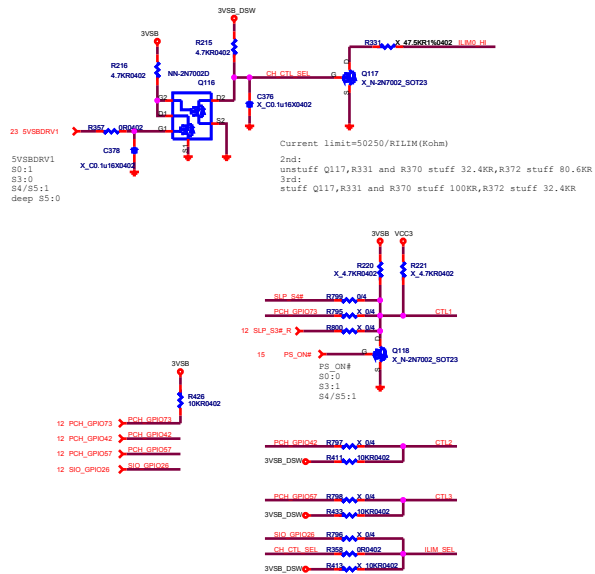 3VSB_DSW
3VSB
R215
4.7KR0402
R216
4.7KR0402
NN-2N7002D
Q116
R331 X_47.5KR1%0402 ILIM0_HI
CH_CTL_SEL
D
G
S
Q117
X_N-2N7002_SOT23
G2
D2
D1
S2
G1
S1
C376
X_C0.1u16X0402
23 5VSBDRV1
R357 0R0402
C378
X_C0.1u16X0402
Current limit=50250/RILIM(Kohm)
2nd:
unstuff Q117,R331 and R370 stuff 32.4KR,R372 stuff 80.6KR
3rd:
stuff Q117,R331 and R370 stuff 100KR,R372 stuff 32.4KR
5VSBDRV1
S0:1
S3:0
S4/S5:1
deep S5:0
3VSB VCC3
R220
X_4.7KR0402
R221
X_4.7KR0402
SLP_S4# R799 0/4
PCH_GPIO73 R795 X_0/4 CTL1
12 SLP_S3#_R R800 X_0/4
D
G
S
Q118
X_N-2N7002_SOT23
15 PS_ON#
PS_ON#
S0:0
S3:1
S4/S5:1
3VSB
R426
10KR0402
12 PCH_GPIO73 PCH_GPIO73
12 PCH_GPIO42 PCH_GPIO42
12 PCH_GPIO57 PCH_GPIO57
12 SIO_GPIO26 SIO_GPIO26
PCH_GPIO42 R797 X_0/4 CTL2
3VSB_DSW R411 10KR0402
PCH_GPIO57 R798 X_0/4 CTL3
3VSB_DSW R433 10KR0402
SIO_GPIO26 R796 X_0/4
CH_CTL_SEL R358 0R0402 ILIM_SEL
3VSB_DSW R413 X_10KR0402